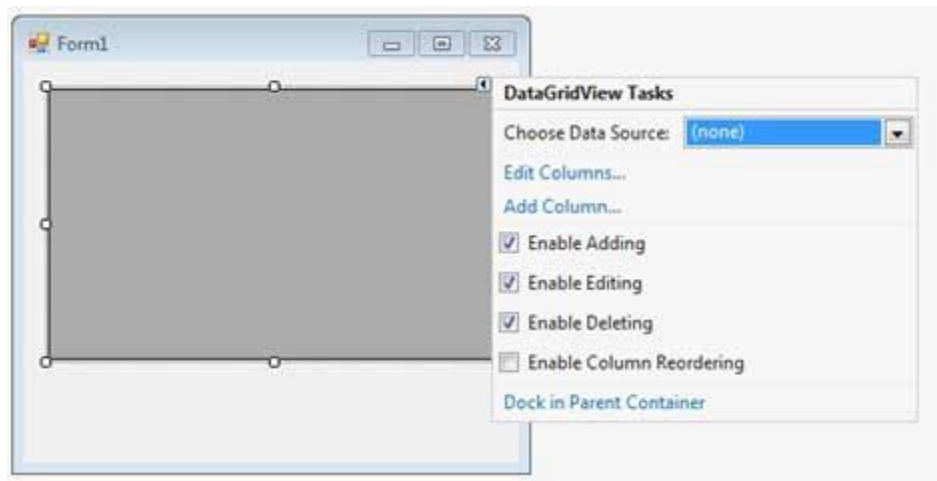 Form1
DataGridView Tasks
Choose Data Source: (none)
Edit Columns...
Add Column...
Enable Adding
Enable Editing
Enable Deleting
Enable Column Reordering
Dock in Parent Container